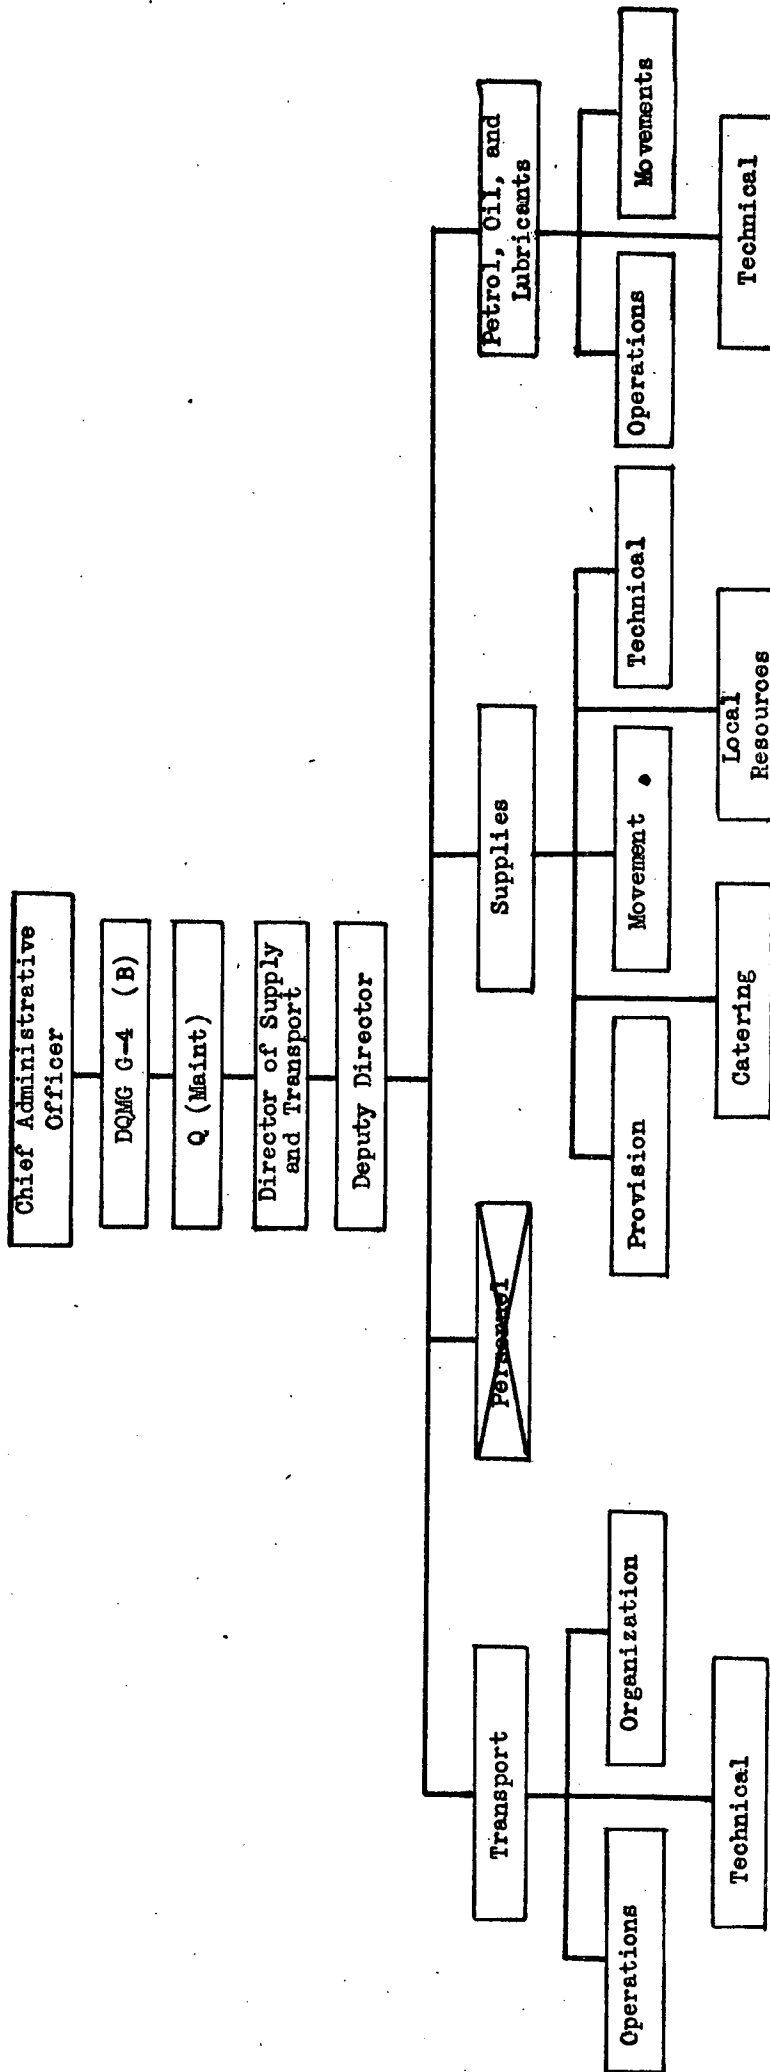 Chief Administrative
Officer
DQMG G-4 (B)
Q (Maint)
Director of Supply
and Transport
Deputy Director
Transport
Personnel
Supplies
Petrol, Oil, and
Lubricants
Operations
Organization
Technical
Provision
Movement
Technical
Catering
Local
Resources
Operations
Movements
Technical